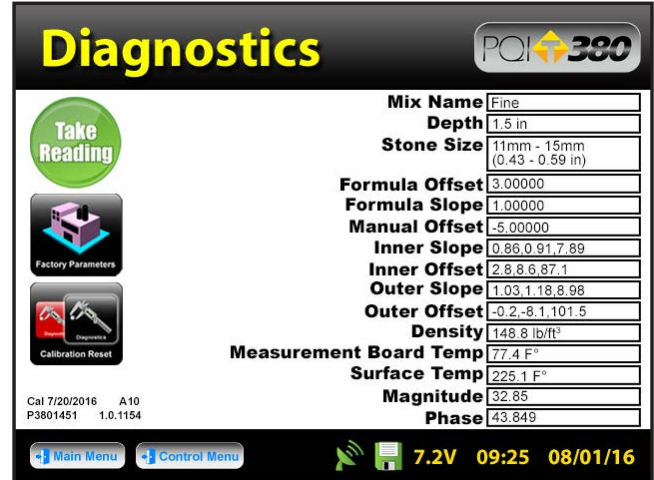 Diagnostics
PQI T 380
Take
Reading
Factory Parameters
Diagnostics
Calibration Reset
Cal 7/20/2016 A10
P3801451 1.0.1154
Mix Name Fine
Depth 1.5 in
Stone Size 11mm - 15mm
(0.43 - 0.59 in)
Formula Offset 3.00000
Formula Slope 1.00000
Manual Offset -5.00000
Inner Slope 0.86,0.91,7.89
Inner Offset 2.8,8.6,87.1
Outer Slope 1.03,1.18,8.98
Outer Offset -0.2,-8.1,101.5
Density 148.8 lb/ft³
Measurement Board Temp 77.4 F°
Surface Temp 225.1 F°
Magnitude 32.85
Phase 43.849
Main Menu Control Menu 7.2V 09:25 08/01/16